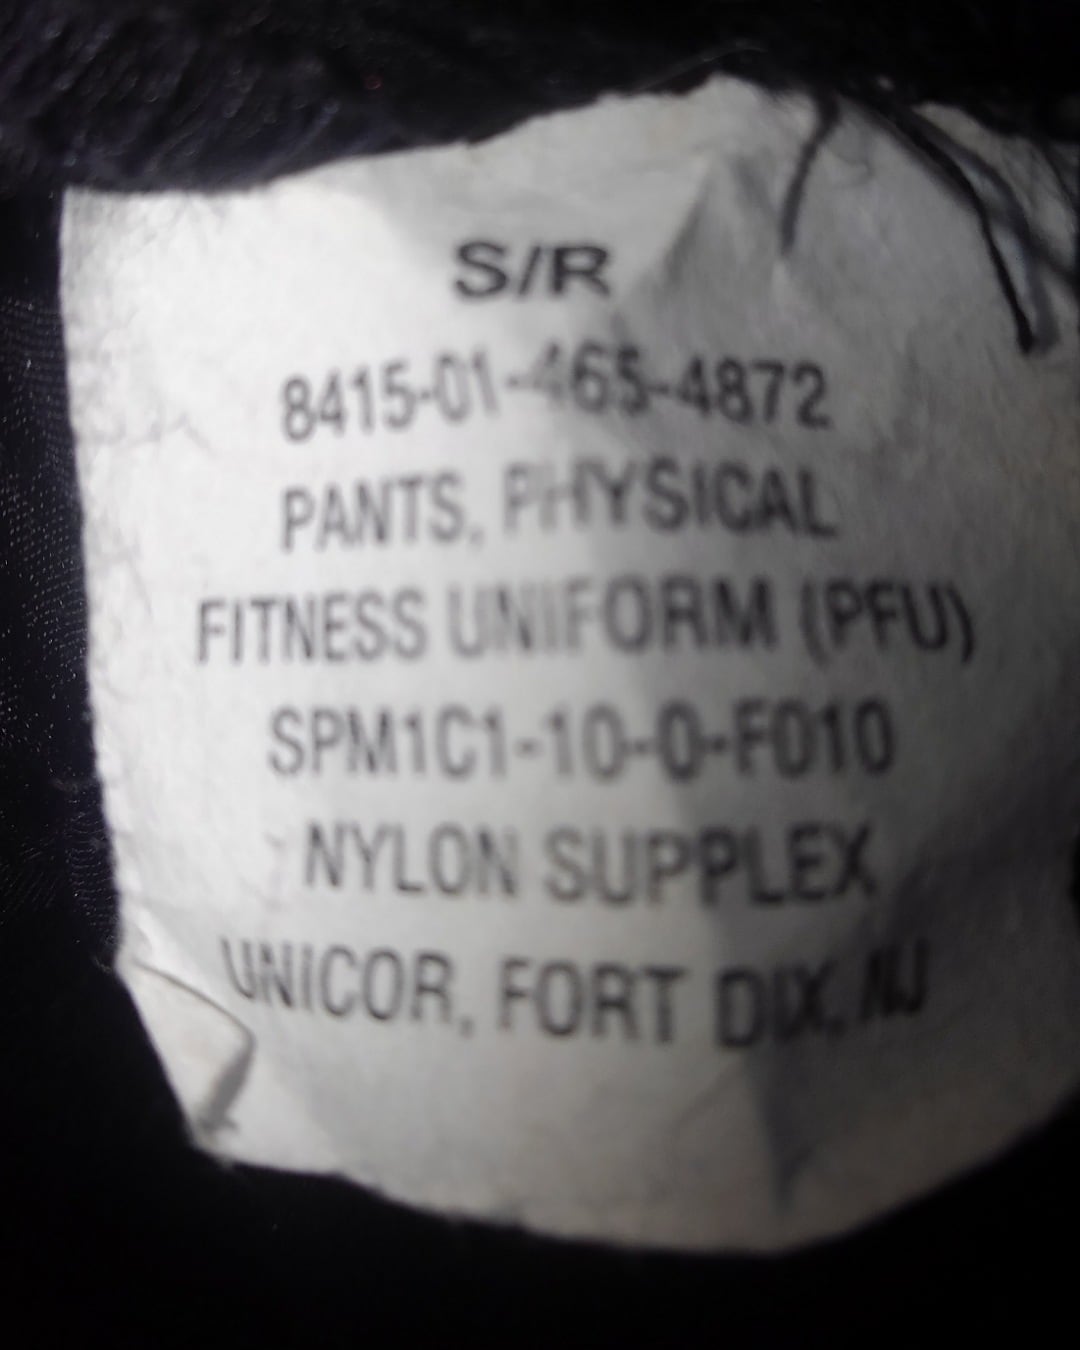 S/R
8415-01-465-4872
PANTS, PHYSICAL
FITNESS UNIFORM (PFU)
SPM1C1-10-0-F010
NYLON SUPPLEX
UNICOR, FORT DIX, NJ